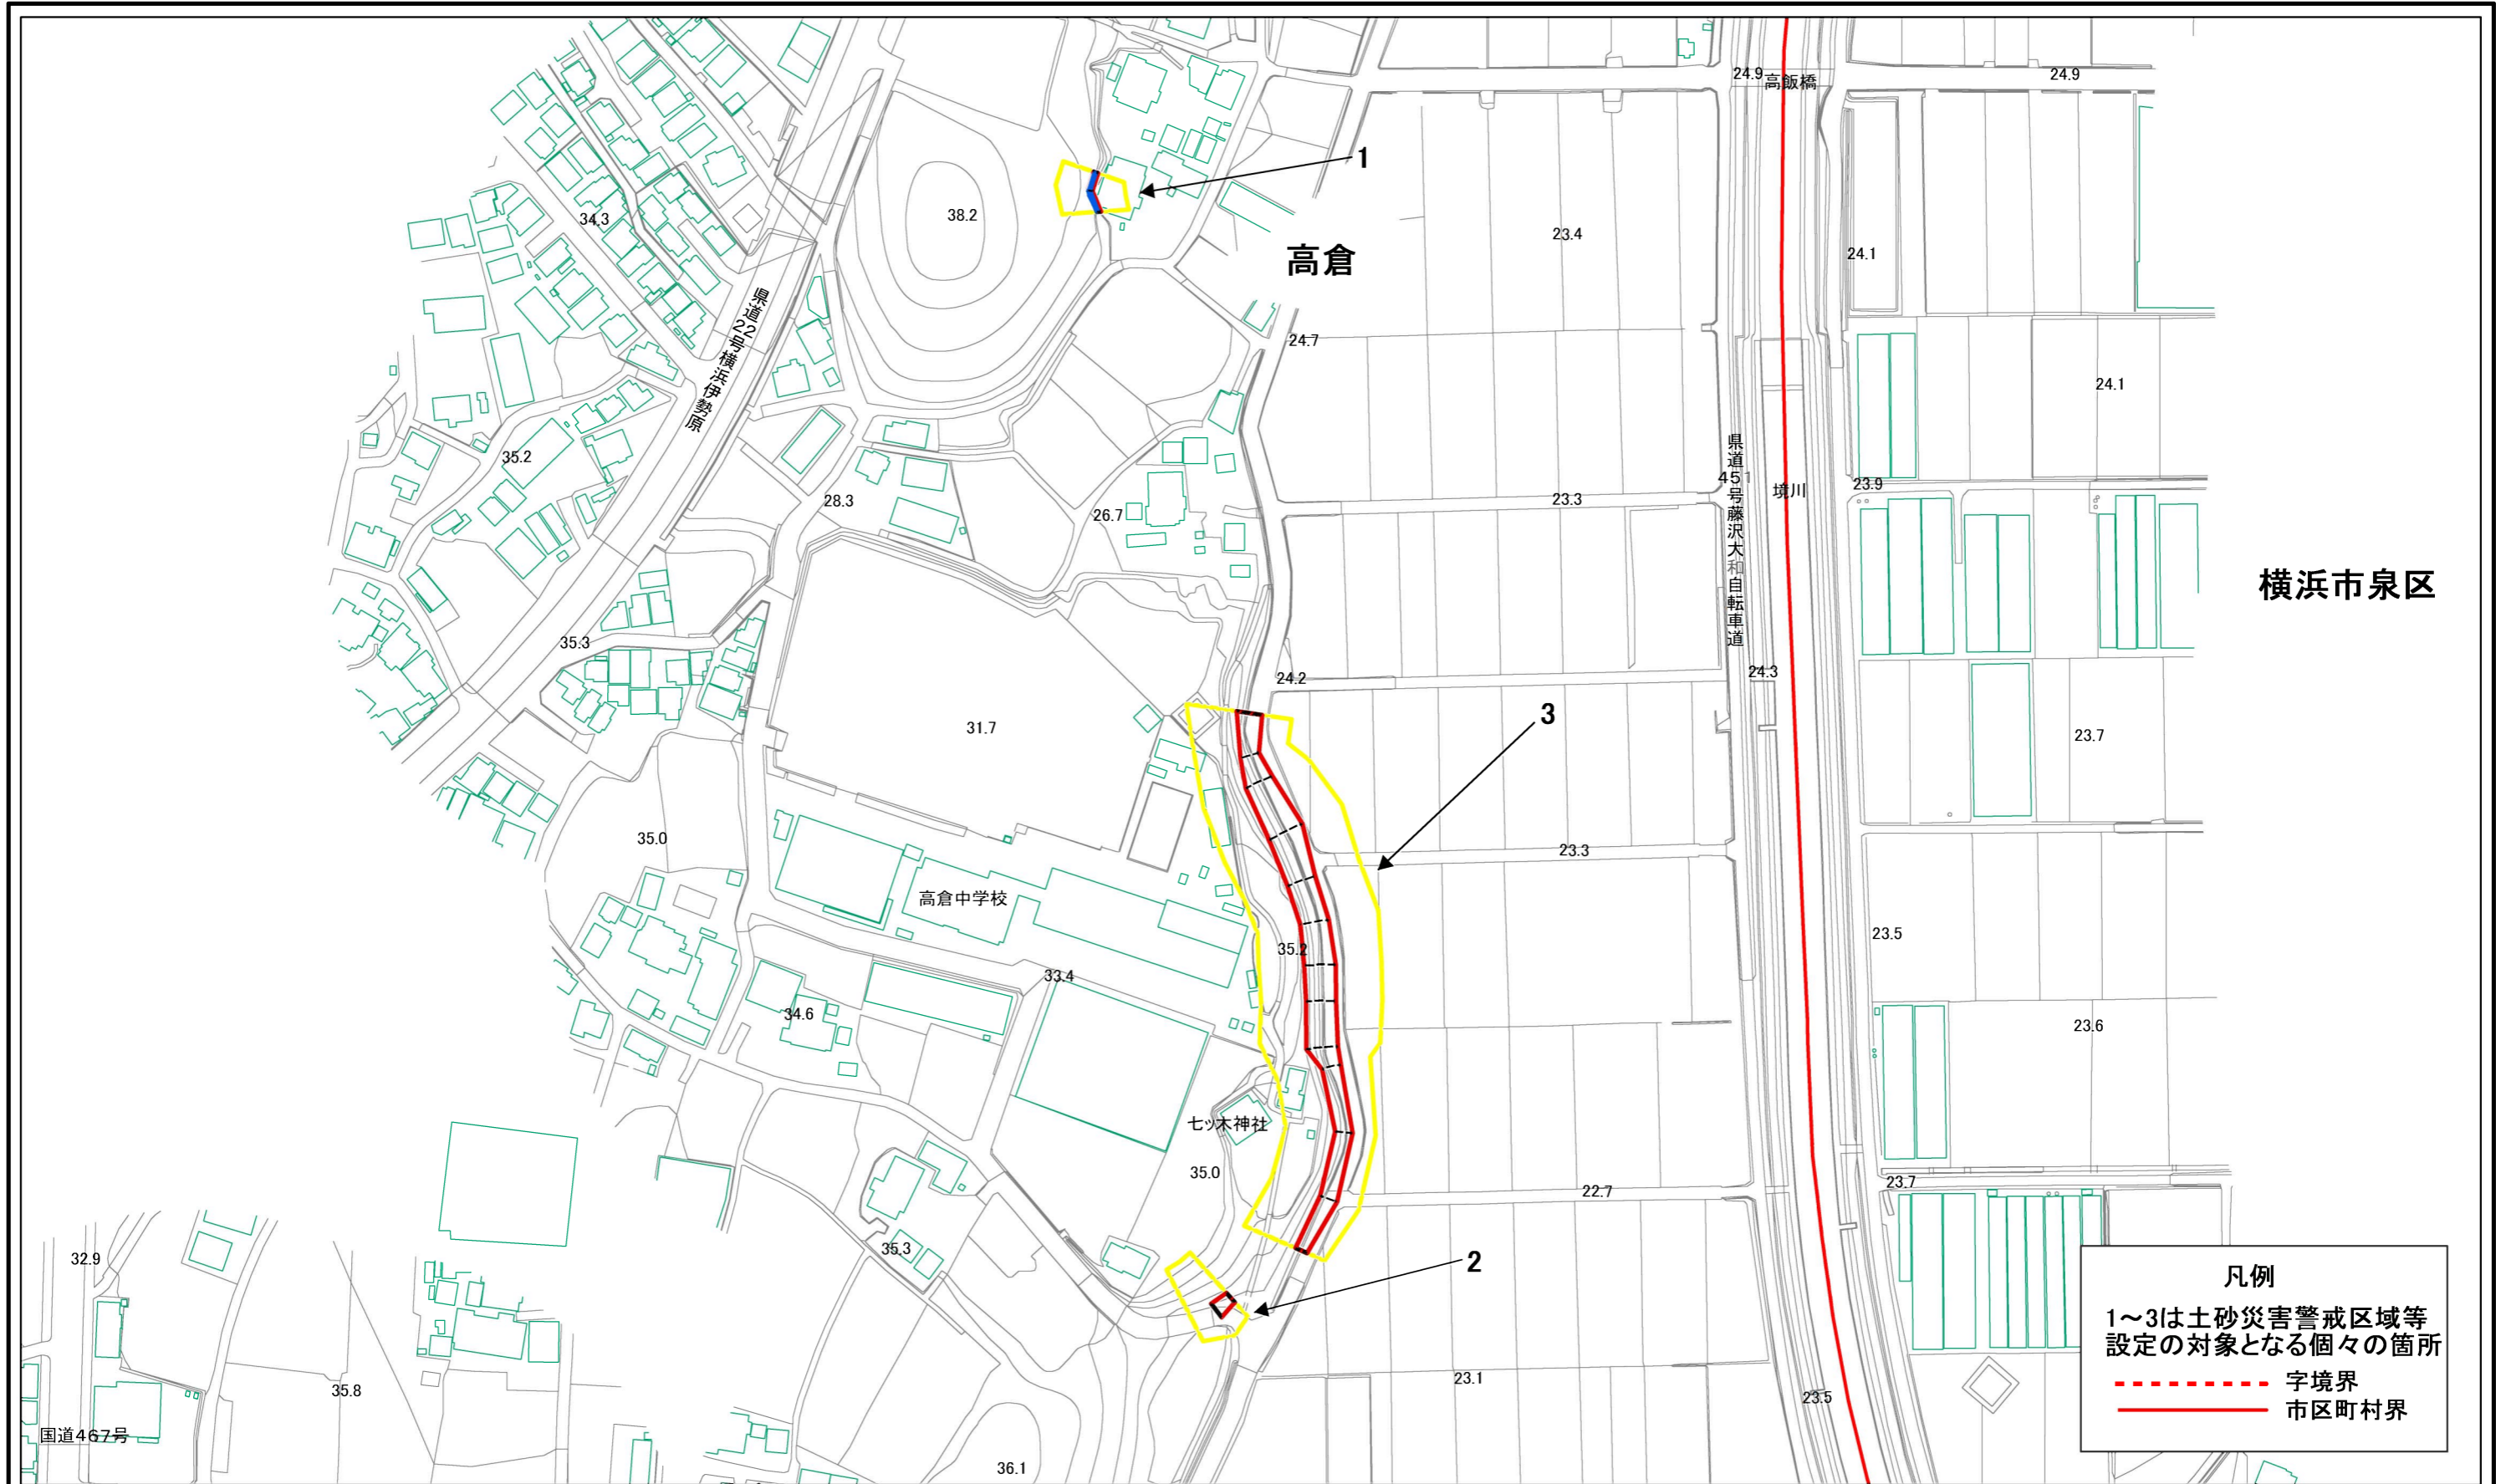 24.9
高飯橋
24.9
1
34.3
38.2
23.4
高倉
24.1
県道22号横浜伊勢原
24.7
24.1
35.2
県道451号藤沢大和自転車道
境川
23.9
28.3
23.3
26.7
横浜市泉区
35.3
24.3
24.2
3
31.7
23.7
35.0
23.3
高倉中学校
23.5
35.2
33.4
34.6
23.6
七ッ木神社
35.0
23.7
22.7
35.3
32.9
2
凡例
1～3は土砂災害警戒区域等
設定の対象となる個々の箇所
字境界
市区町村界
23.1
35.8
23.5
国道467号
36.1